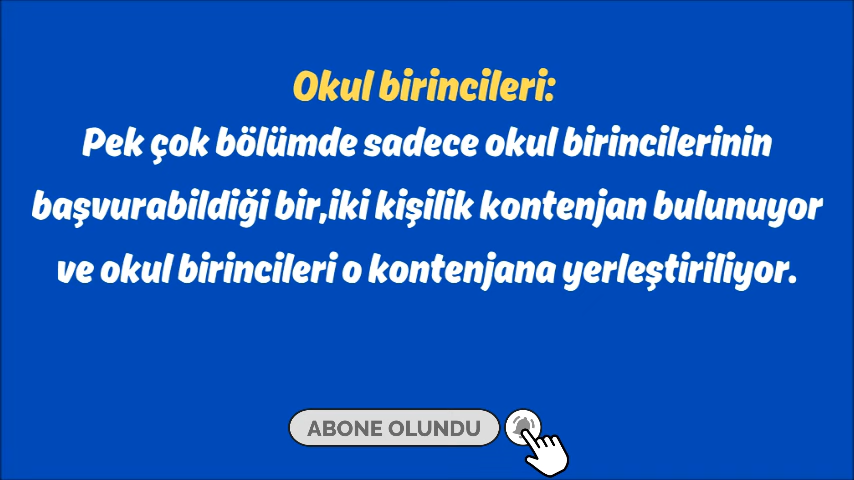 Okul birincileri:
Pek çok bölümde sadece okul birincilerinin
başvurabildiği bir,iki kişilik kontenjan bulunuyor
ve okul birincileri o kontenjana yerleştiriliyor.
ABONE OLUNDU